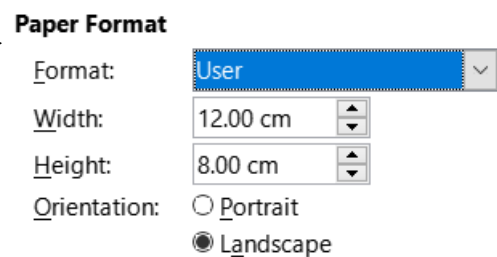 Paper Format
Format: User
Width: 12.00 cm
Height: 8.00 cm
Orientation: Portrait
Landscape